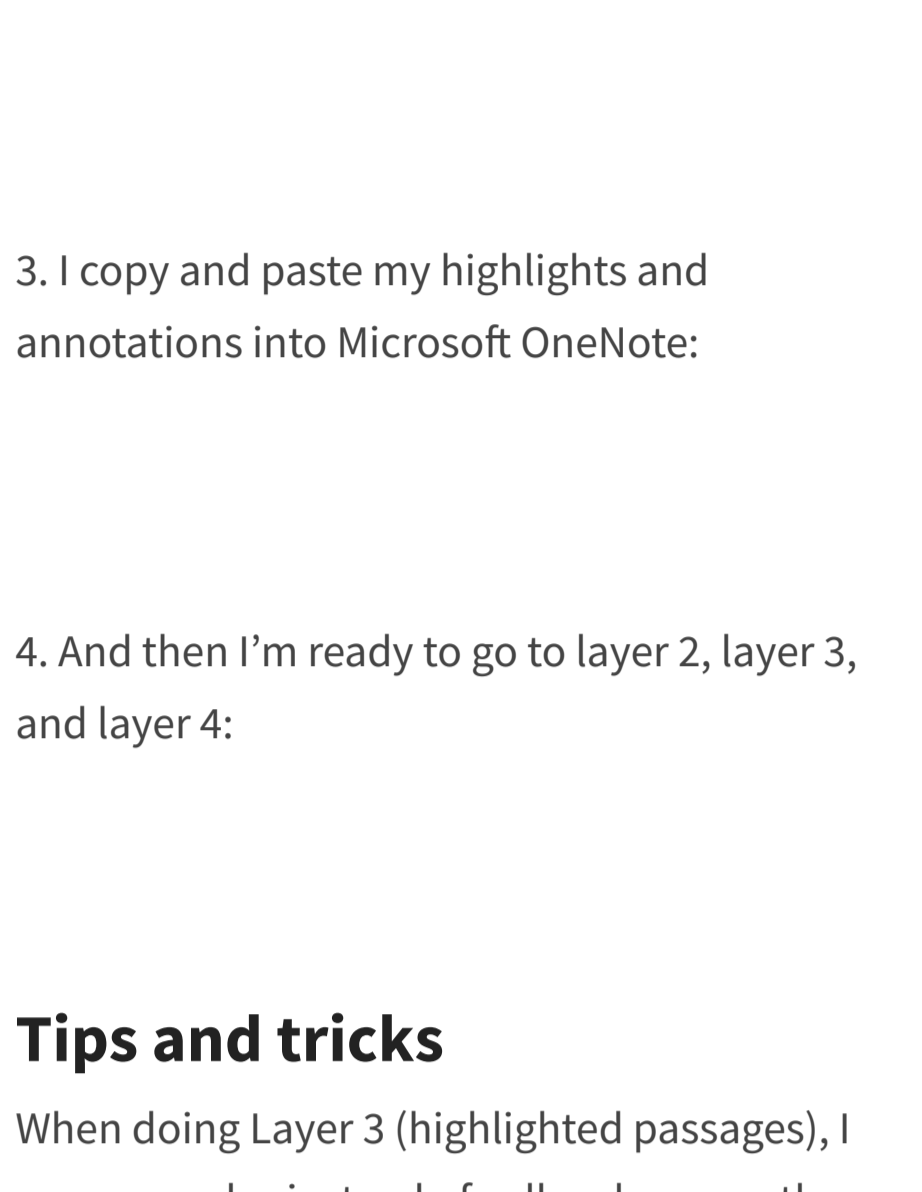 3. I copy and paste my highlights and
annotations into Microsoft OneNote:
4. And then I’m ready to go to layer 2, layer 3,
and layer 4:
Tips and tricks
When doing Layer 3 (highlighted passages), I